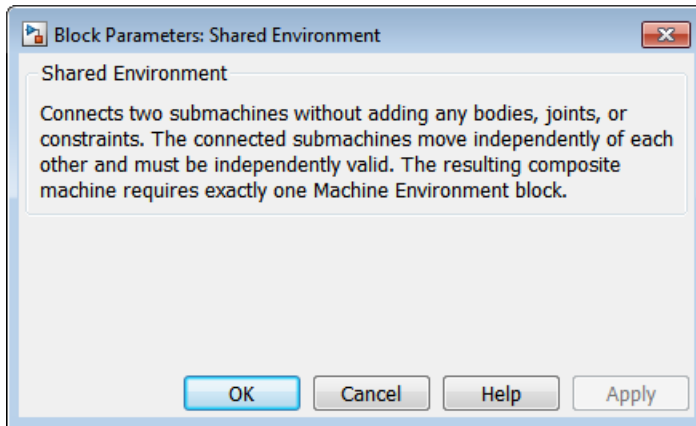 Block Parameters: Shared Environment
Shared Environment
Connects two submachines without adding any bodies, joints, or
constraints. The connected submachines move independently of each
other and must be independently valid. The resulting composite
machine requires exactly one Machine Environment block.
OK Cancel Help Apply